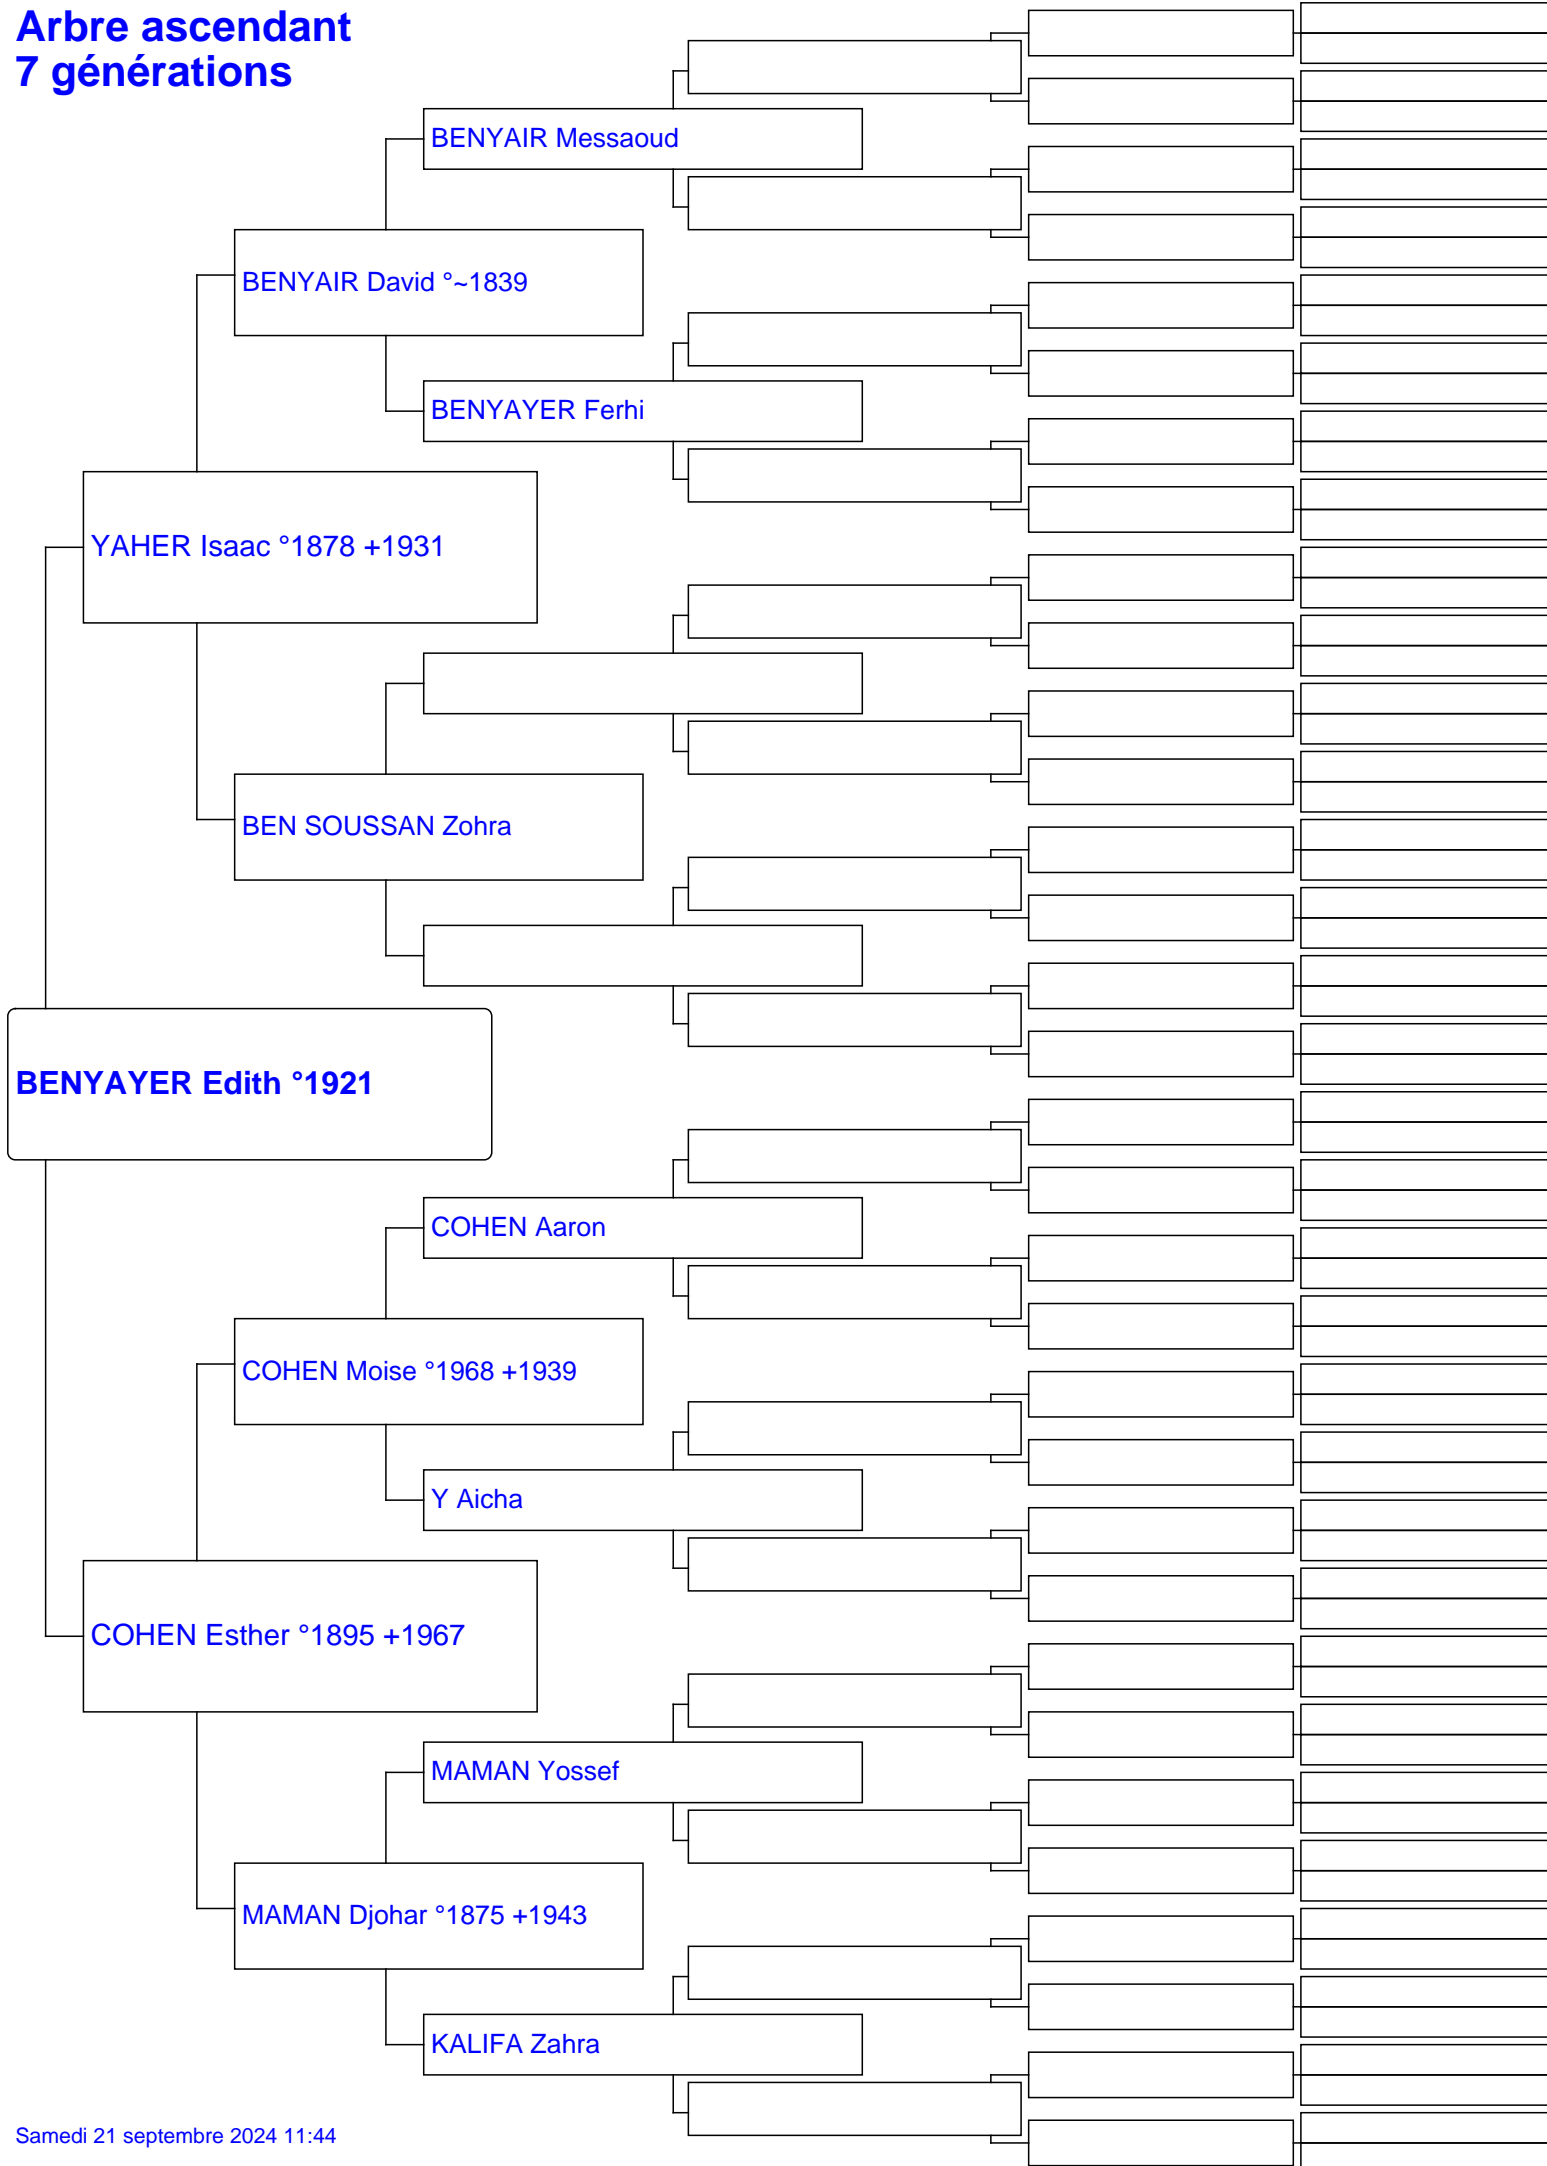 Arbre ascendant
7 générations
BENYAIR Messaoud
BENYAIR David °~1839
BENYAYER Ferhi
YAHER Isaac °1878 +1931
BEN SOUSSAN Zohra
BENYAYER Edith °1921
COHEN Aaron
COHEN Moise °1968 +1939
Y Aicha
COHEN Esther °1895 +1967
MAMAN Yossef
MAMAN Djohar °1875 +1943
KALIFA Zahra
Samedi 21 septembre 2024 11:44